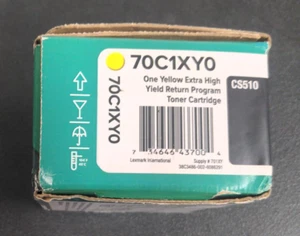 70C1XY0
70C1XY0
One Yellow Extra High
Yield Return Program
Toner Cartridge
CS510
7 34646 43700 4
Lexmark International